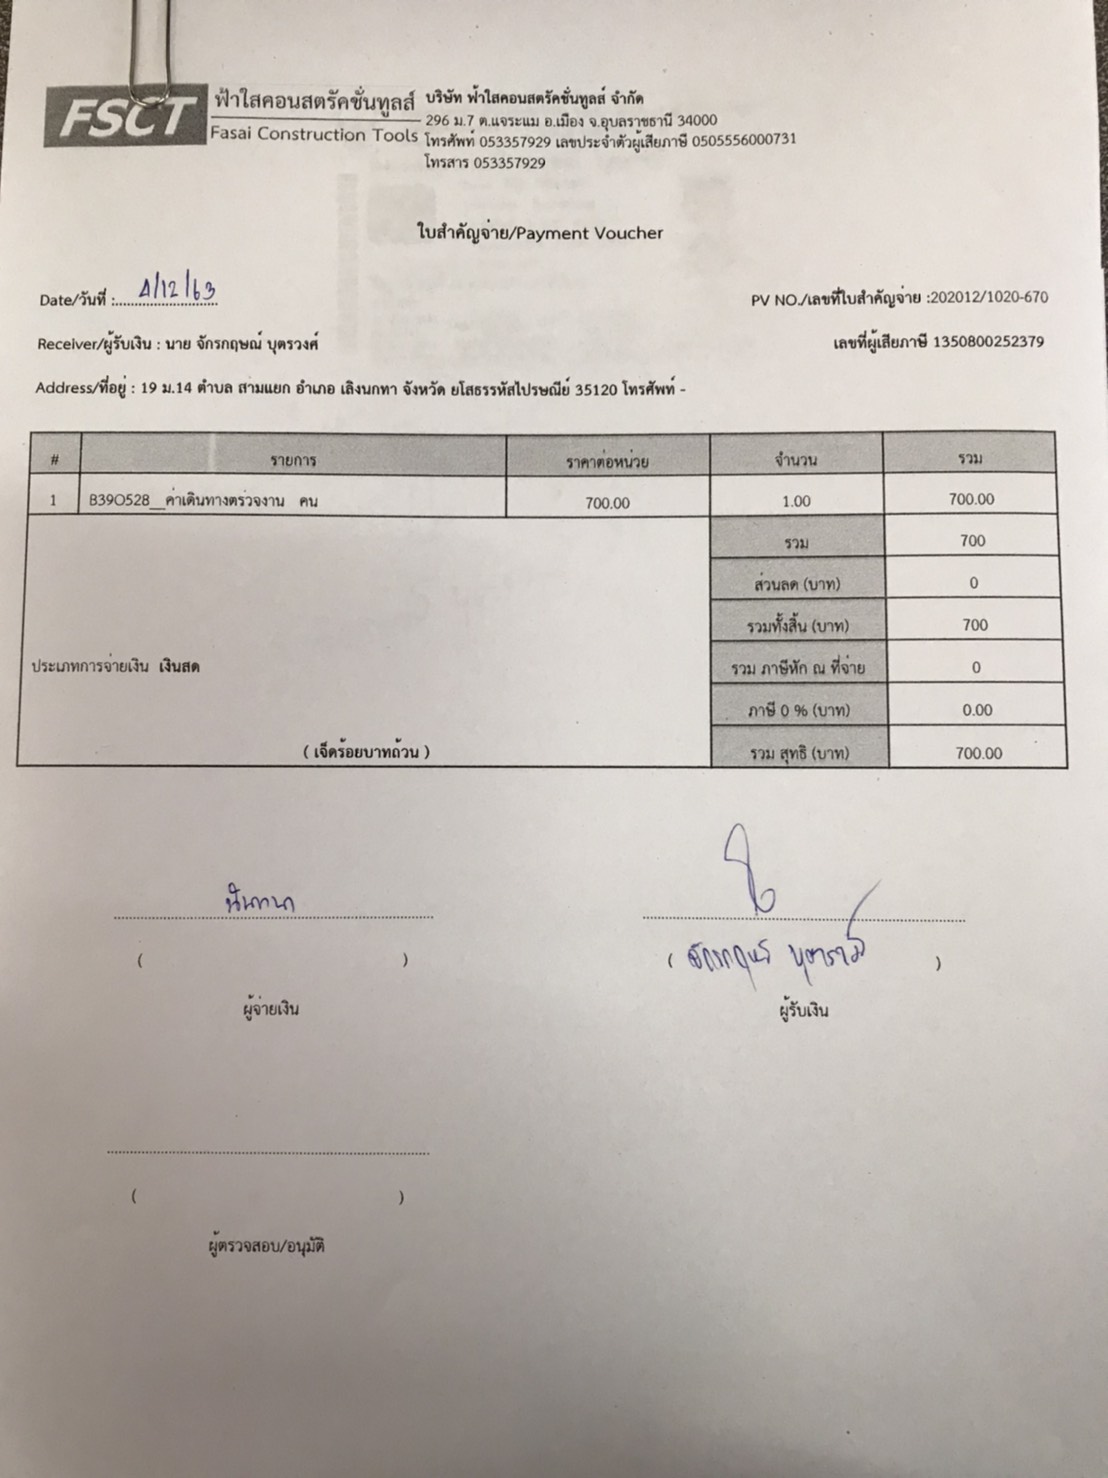 FSCT
ฟ้าใสคอนสตรัคชั่นทูลส์
Fasai Construction Tools
บริษัท ฟ้าใสคอนสตรัคชั่นทูลส์ จำกัด
296 ม.7 ต.แจระแม อ.เมือง จ.อุบลราชธานี 34000
โทรศัพท์ 053357929 เลขประจำตัวผู้เสียภาษี 0505556000731
โทรสาร 053357929
ใบสำคัญจ่าย/Payment Voucher
Date/วันที่ : 4/12/63
PV NO./เลขที่ใบสำคัญจ่าย :202012/1020-670
Receiver/ผู้รับเงิน : นาย จักรกฤษณ์ บุตรวงศ์
เลขที่ผู้เสียภาษี 1350800252379
Address/ที่อยู่ : 19 ม.14 ตำบล สามแยก อำเภอ เลิงนกทา จังหวัด ยโสธรรหัสไปรษณีย์ 35120 โทรศัพท์ -
# รายการ ราคาต่อหน่วย จำนวน รวม
1 B39O528__ค่าเดินทางตรวจงาน คน 700.00 1.00 700.00
รวม 700
ส่วนลด (บาท) 0
รวมทั้งสิ้น (บาท) 700
ประเภทการจ่ายเงิน เงินสด
รวม ภาษีหัก ณ ที่จ่าย 0
ภาษี 0 % (บาท) 0.00
( เจ็ดร้อยบาทถ้วน )
รวม สุทธิ (บาท) 700.00
( )
( )
ผู้จ่ายเงิน
ผู้รับเงิน
( )
ผู้ตรวจสอบ/อนุมัติ